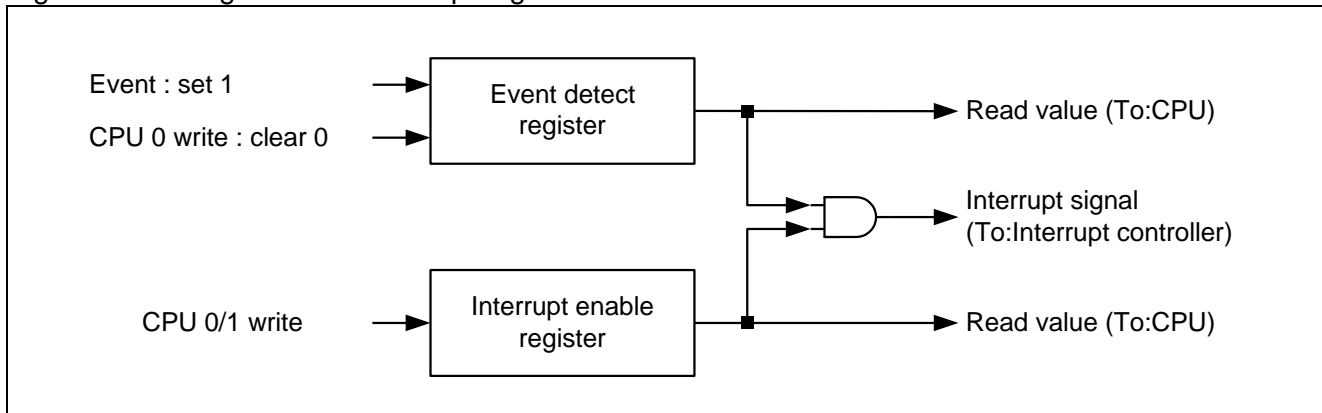 Event : set 1
CPU 0 write : clear 0
Event detect
register
Read value (To:CPU)
Interrupt signal
(To:Interrupt controller)
CPU 0/1 write
Interrupt enable
register
Read value (To:CPU)